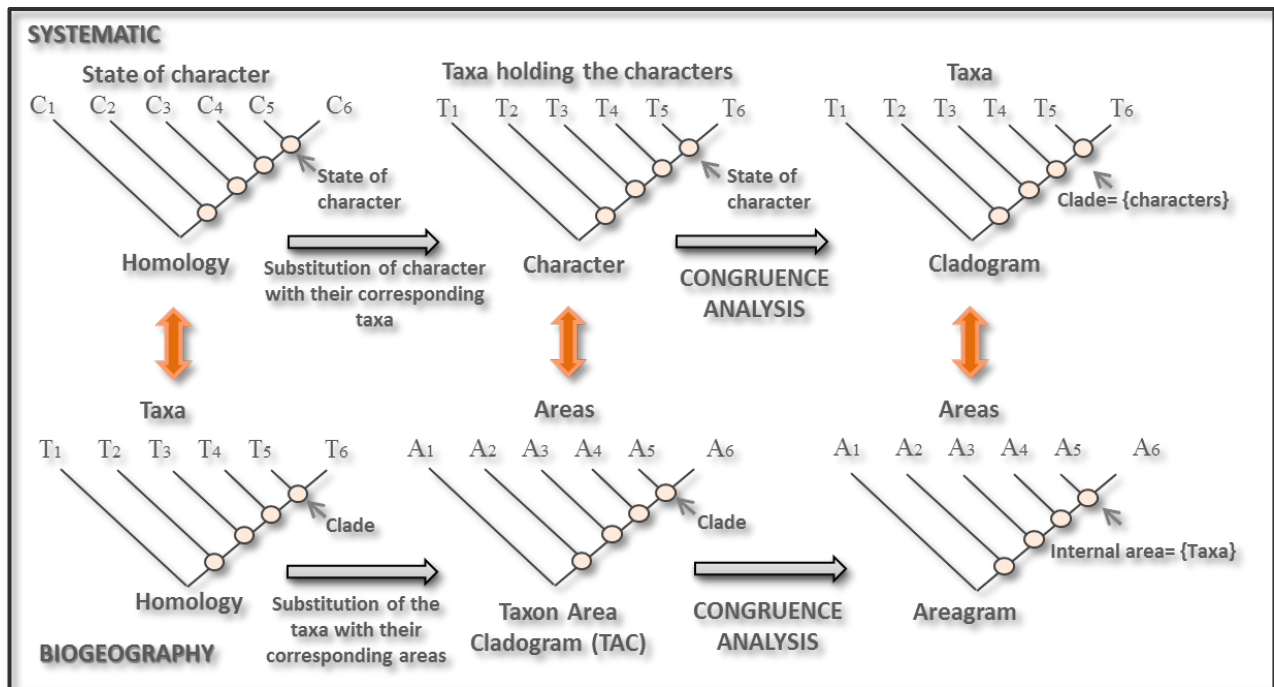 SYSTEMATIC
State of character
C1 C2 C3 C4 C5 C6
State of
character
Homology
Substitution of character
with their corresponding
taxa
Taxa holding the characters
T1 T2 T3 T4 T5 T6
State of
character
Character
CONGRUENCE
ANALYSIS
Taxa
T1 T2 T3 T4 T5 T6
Clade= {characters}
Cladogram
Taxa
T1 T2 T3 T4 T5 T6
Clade
Homology
Substitution of the
taxa with their
corresponding areas
Areas
A1 A2 A3 A4 A5 A6
Clade
Taxon Area
Cladogram (TAC)
CONGRUENCE
ANALYSIS
Areas
A1 A2 A3 A4 A5 A6
Internal area= {Taxa}
Areagram
BIOGEOGRAPHY